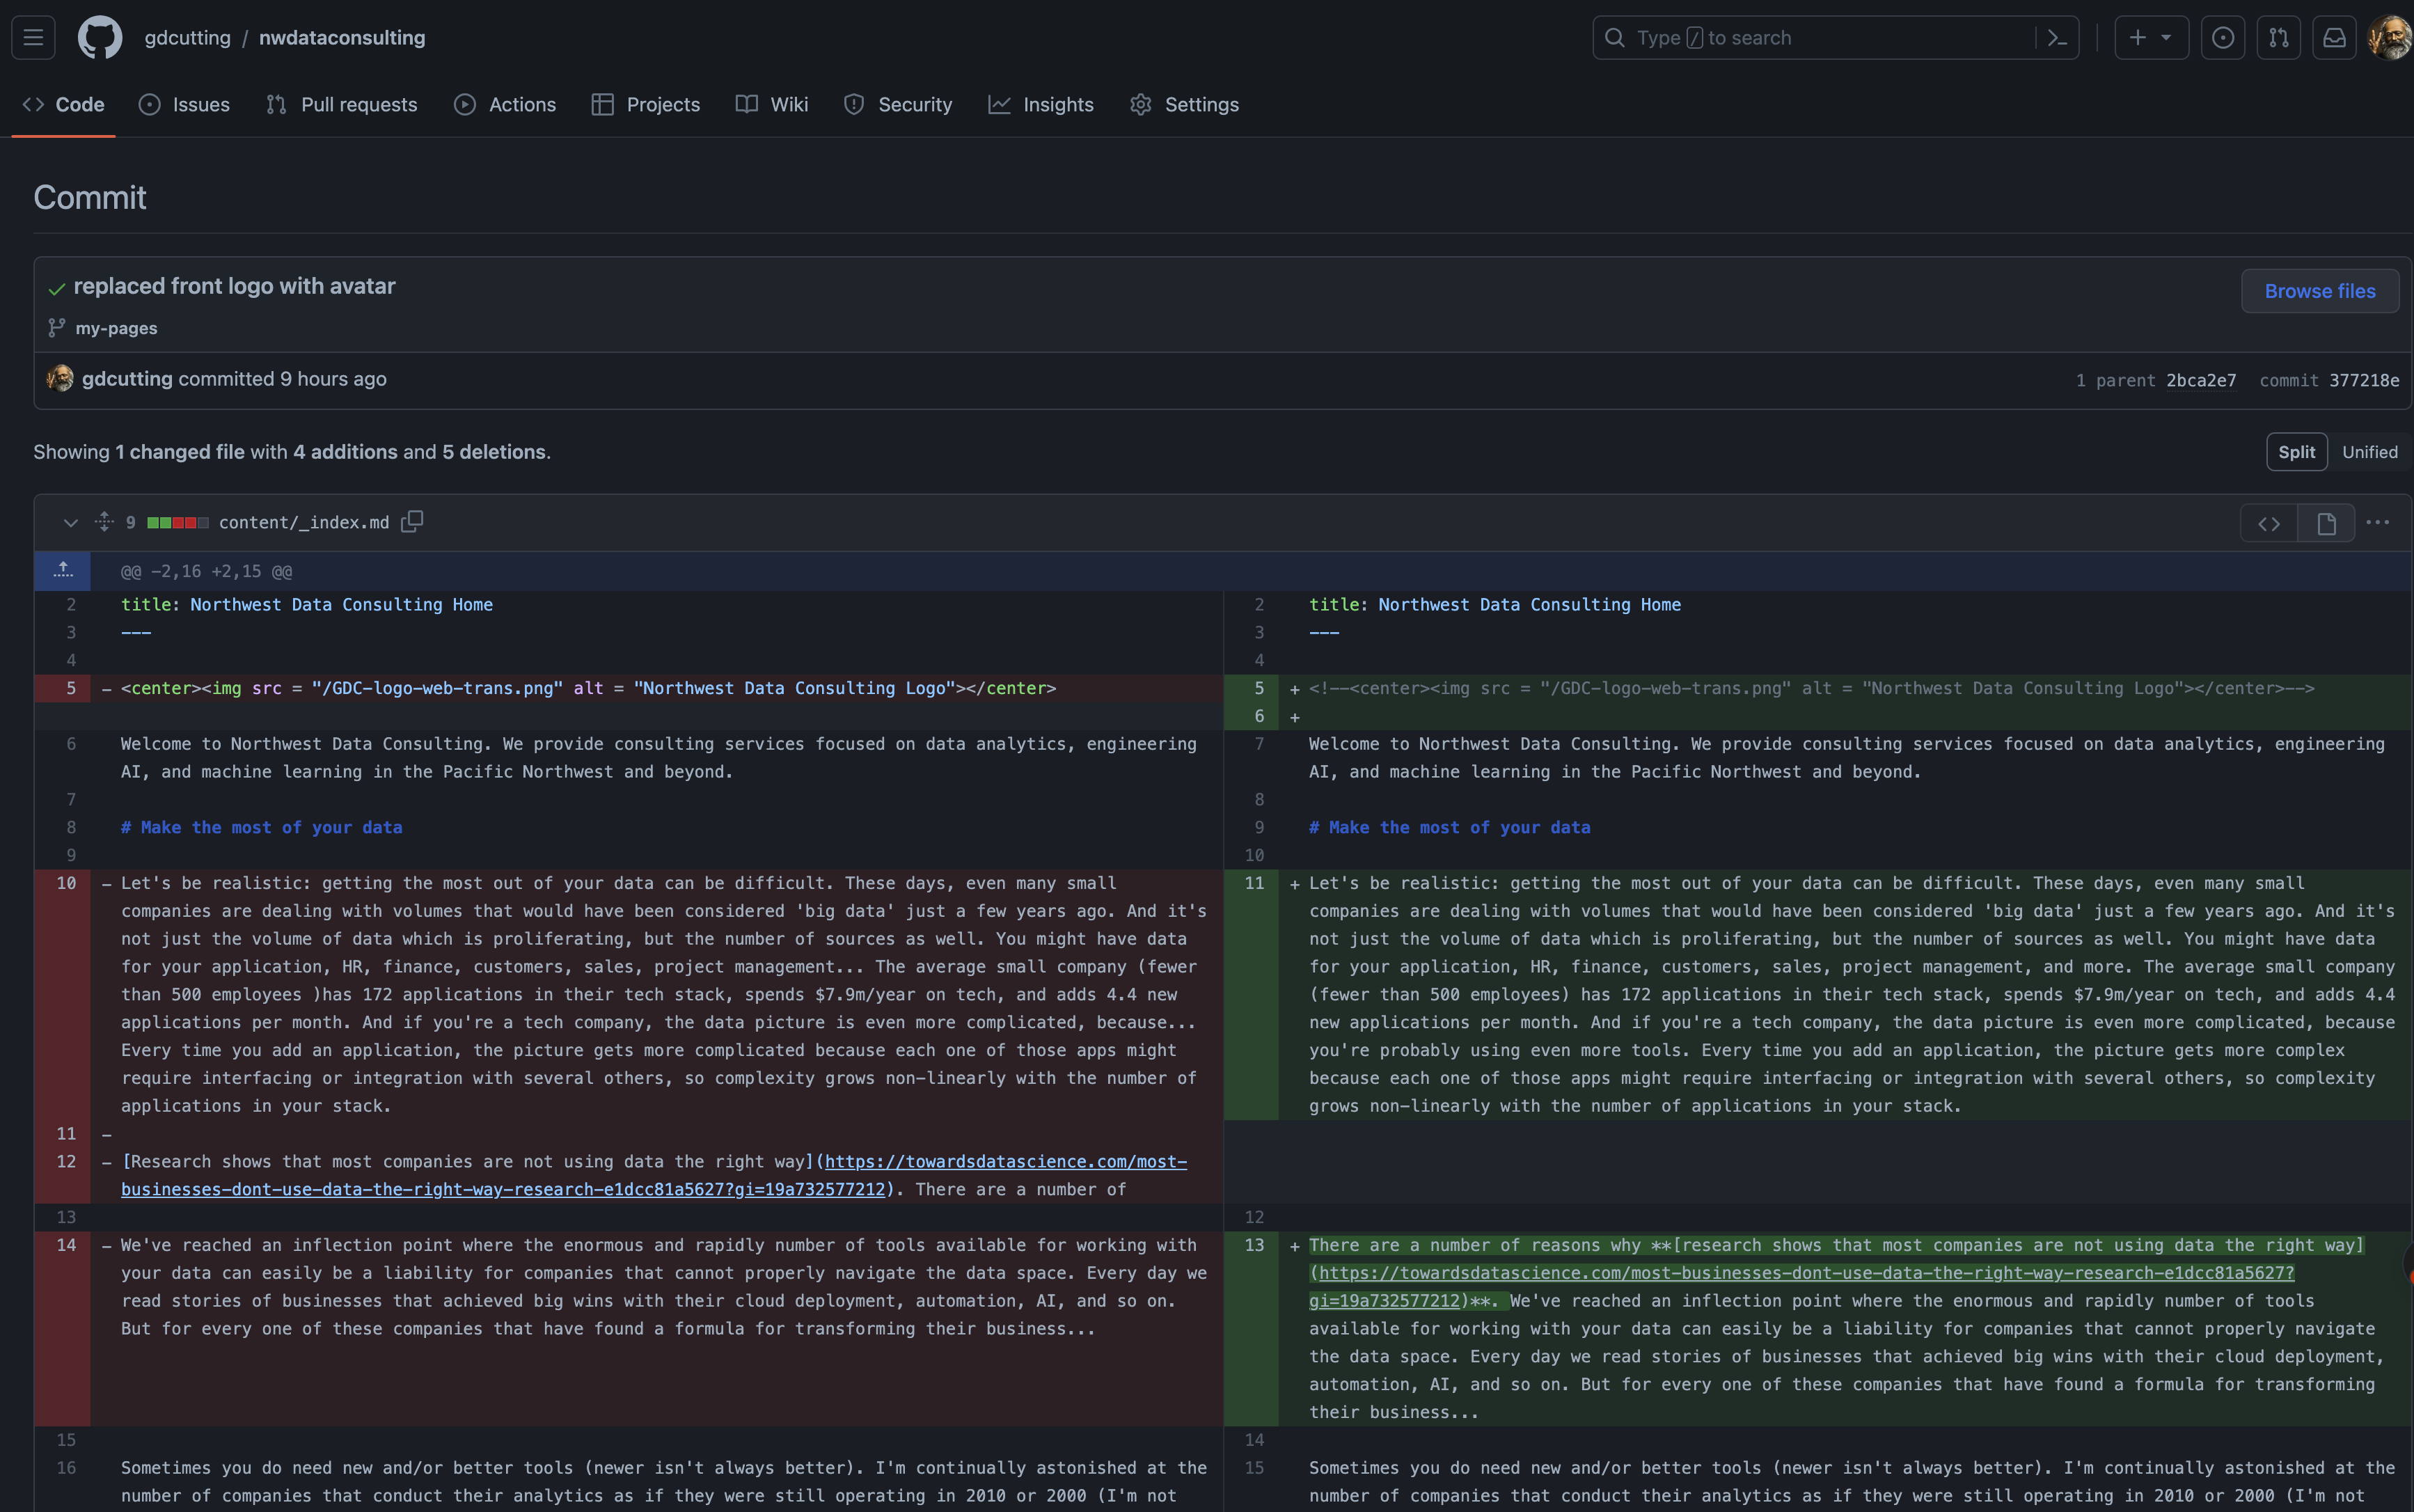 gdcutting / nwdataconsulting
Type / to search
Code
Issues
Pull requests
Actions
Projects
Wiki
Security
Insights
Settings
Commit
replaced front logo with avatar
Browse files
my-pages
gdcutting committed 9 hours ago
1 parent 2bca2e7 commit 377218e
Showing 1 changed file with 4 additions and 5 deletions.
Split
Unified
9 content/_index.md
@@ -2,16 +2,15 @@
2 title: Northwest Data Consulting Home
3 ---
4
5 - <center><img src = "/GDC-logo-web-trans.png" alt = "Northwest Data Consulting Logo"></center>
6 Welcome to Northwest Data Consulting. We provide consulting services focused on data analytics, engineering
AI, and machine learning in the Pacific Northwest and beyond.
7
8 # Make the most of your data
9
10 - Let's be realistic: getting the most out of your data can be difficult. These days, even many small
companies are dealing with volumes that would have been considered 'big data' just a few years ago. And it's
not just the volume of data which is proliferating, but the number of sources as well. You might have data
for your application, HR, finance, customers, sales, project management... The average small company (fewer
than 500 employees )has 172 applications in their tech stack, spends $7.9m/year on tech, and adds 4.4 new
applications per month. And if you're a tech company, the data picture is even more complicated, because...
Every time you add an application, the picture gets more complicated because each one of those apps might
require interfacing or integration with several others, so complexity grows non-linearly with the number of
applications in your stack.
11 -
12 - [Research shows that most companies are not using data the right way](https://towardsdatascience.com/most-
businesses-dont-use-data-the-right-way-research-e1dcc81a5627?gi=19a732577212). There are a number of
13
14 - We've reached an inflection point where the enormous and rapidly number of tools available for working with
your data can easily be a liability for companies that cannot properly navigate the data space. Every day we
read stories of businesses that achieved big wins with their cloud deployment, automation, AI, and so on.
But for every one of these companies that have found a formula for transforming their business...
15
16 Sometimes you do need new and/or better tools (newer isn't always better). I'm continually astonished at the
number of companies that conduct their analytics as if they were still operating in 2010 or 2000 (I'm not
2 title: Northwest Data Consulting Home
3 ---
4
5 + <!--<center><img src = "/GDC-logo-web-trans.png" alt = "Northwest Data Consulting Logo"></center>-->
6 +
7 Welcome to Northwest Data Consulting. We provide consulting services focused on data analytics, engineering
AI, and machine learning in the Pacific Northwest and beyond.
8
9 # Make the most of your data
10
11 + Let's be realistic: getting the most out of your data can be difficult. These days, even many small
companies are dealing with volumes that would have been considered 'big data' just a few years ago. And it's
not just the volume of data which is proliferating, but the number of sources as well. You might have data
for your application, HR, finance, customers, sales, project management, and more. The average small company
(fewer than 500 employees) has 172 applications in their tech stack, spends $7.9m/year on tech, and adds 4.4
new applications per month. And if you're a tech company, the data picture is even more complicated, because
you're probably using even more tools. Every time you add an application, the picture gets more complex
because each one of those apps might require interfacing or integration with several others, so complexity
grows non-linearly with the number of applications in your stack.
12
13 + There are a number of reasons why **[research shows that most companies are not using data the right way]
(https://towardsdatascience.com/most-businesses-dont-use-data-the-right-way-research-e1dcc81a5627?
gi=19a732577212)**. We've reached an inflection point where the enormous and rapidly number of tools
available for working with your data can easily be a liability for companies that cannot properly navigate
the data space. Every day we read stories of businesses that achieved big wins with their cloud deployment,
automation, AI, and so on. But for every one of these companies that have found a formula for transforming
their business...
14
15 Sometimes you do need new and/or better tools (newer isn't always better). I'm continually astonished at the
number of companies that conduct their analytics as if they were still operating in 2010 or 2000 (I'm not